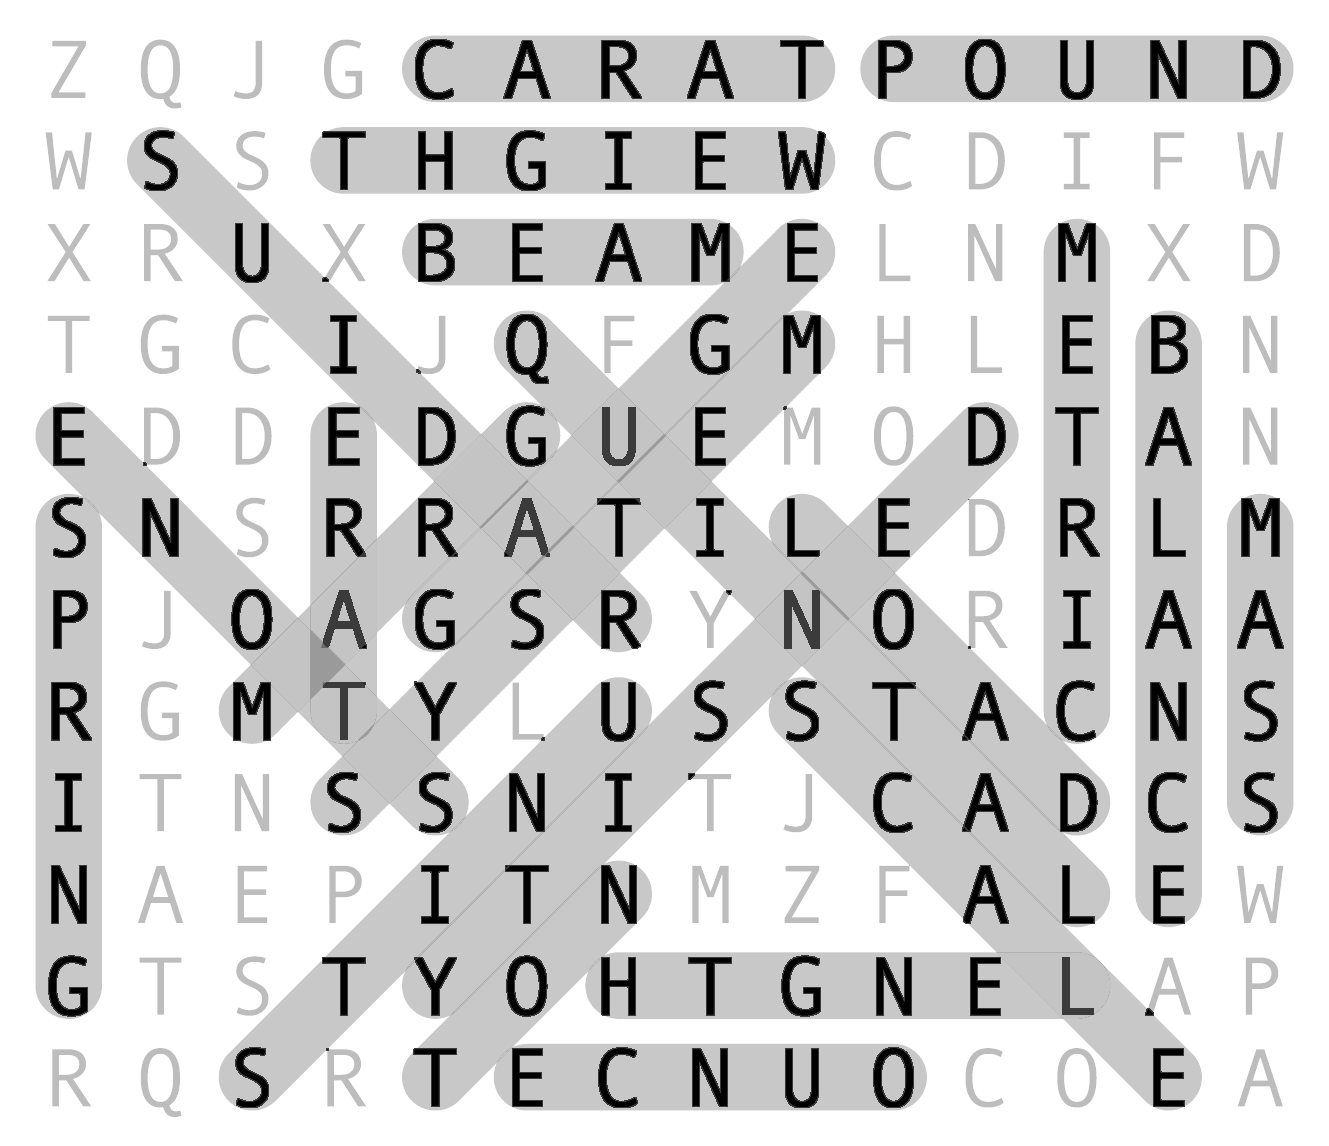 Z Q J G C A R A T P O U N D
W S S T H G I E W C D I F W
X R U X B E A M E L N M X D
T G C I J Q F G M H L E B N
E D D E D G U E M O D T A N
S N S R R A T I L E D R L M
P J O A G S R Y N O R I A A
R G M T Y L U S S T A C N S
I T N S S N I T J C A D C S
N A E P I T N M Z F A L E W
G T S T Y O H T G N E L A P
R Q S R T E C N U O C O E A